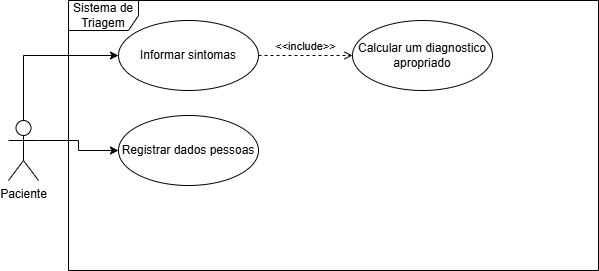 Sistema de
Triagem
Informar sintomas
<<include>>
Calcular um diagnostico
apropriado
Registrar dados pessoas
Paciente